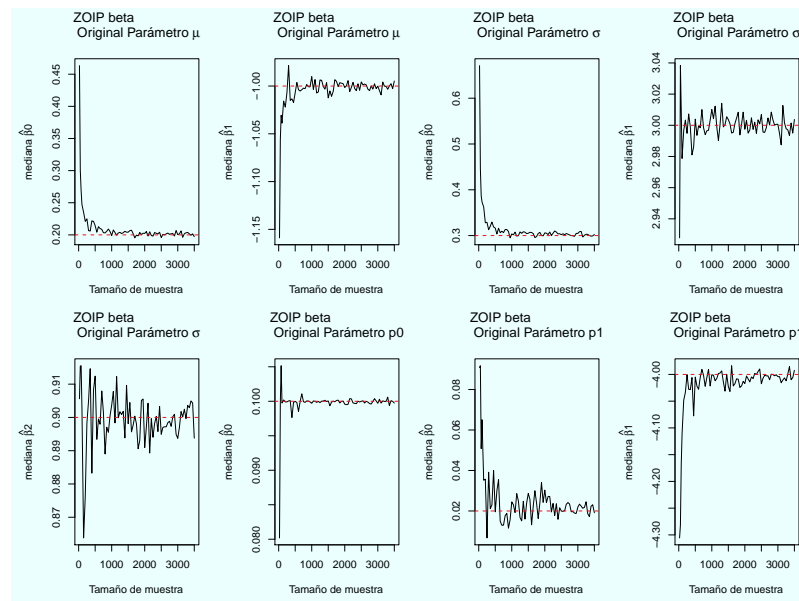 ZOIP beta
Original Parámetro μ
0.20 0.25 0.30 0.35 0.40 0.45
mediana β̂0
0 1000 2000 3000
Tamaño de muestra
ZOIP beta
Original Parámetro μ
−1.15 −1.10 −1.05 −1.00
mediana β̂1
0 1000 2000 3000
Tamaño de muestra
ZOIP beta
Original Parámetro σ
0.3 0.4 0.5 0.6
mediana β̂0
0 1000 2000 3000
Tamaño de muestra
ZOIP beta
Original Parámetro σ
2.94 2.96 2.98 3.00 3.02 3.04
mediana β̂1
0 1000 2000 3000
Tamaño de muestra
ZOIP beta
Original Parámetro σ
0.87 0.88 0.89 0.90 0.91
mediana β̂2
0 1000 2000 3000
Tamaño de muestra
ZOIP beta
Original Parámetro p0
0.080 0.090 0.100
mediana β̂0
0 1000 2000 3000
Tamaño de muestra
ZOIP beta
Original Parámetro p1
0.02 0.04 0.06 0.08
mediana β̂0
0 1000 2000 3000
Tamaño de muestra
ZOIP beta
Original Parámetro p1
−4.30 −4.20 −4.10 −4.00
mediana β̂1
0 1000 2000 3000
Tamaño de muestra